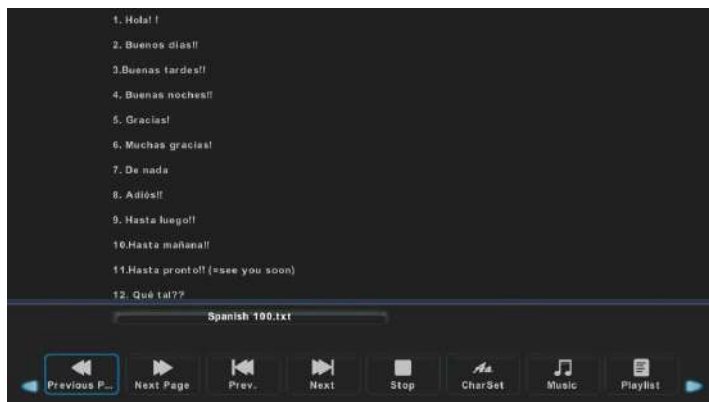 1. Hola! !
2. Buenos días!!
3.Buenas tardes!!
4. Buenas noches!!
5. Gracias!
6. Muchas gracias!
7. De nada
8. Adiós!!
9. Hasta luego!!
10.Hasta mañana!!
11.Hasta pronto!! (=see you soon)
12. Qué tal??
Spanish 100.txt
Previous P... Next Page Prev. Next Stop CharSet Music Playlist